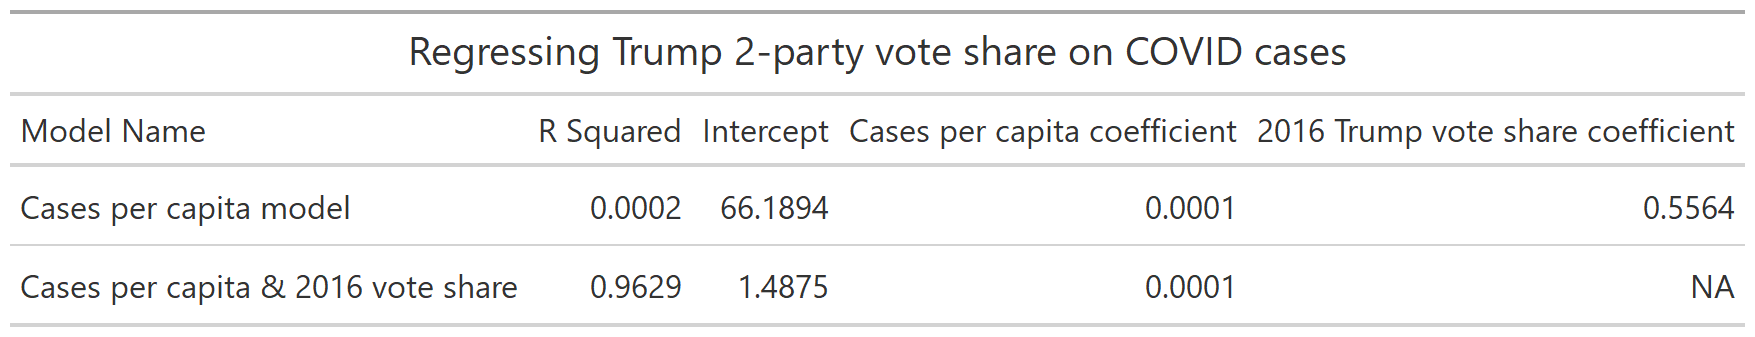 Regressing Trump 2-party vote share on COVID cases
Model Name R Squared Intercept Cases per capita coefficient 2016 Trump vote share coefficient
Cases per capita model 0.0002 66.1894 0.0001 0.5564
Cases per capita & 2016 vote share 0.9629 1.4875 0.0001 NA